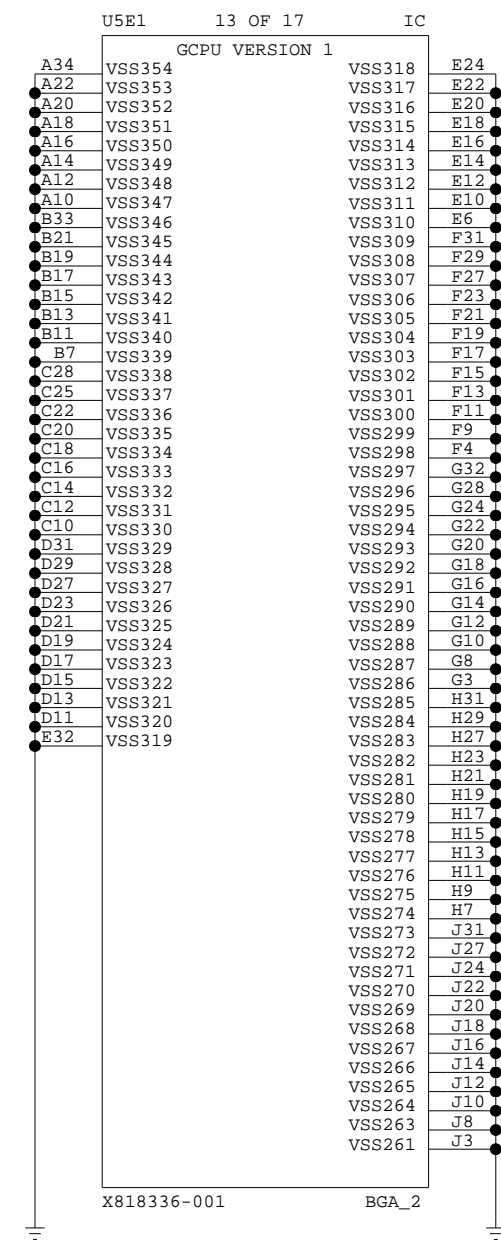 U5E1 13 OF 17 IC
GCPU VERSION 1
A34 VSS354 VSS318 E24
A22 VSS353 VSS317 E22
A20 VSS352 VSS316 E20
A18 VSS351 VSS315 E18
A16 VSS350 VSS314 E16
A14 VSS349 VSS313 E14
A12 VSS348 VSS312 E12
A10 VSS347 VSS311 E10
B33 VSS346 VSS310 E6
B21 VSS345 VSS309 F31
B19 VSS344 VSS308 F29
B17 VSS343 VSS307 F27
B15 VSS342 VSS306 F23
B13 VSS341 VSS305 F21
B11 VSS340 VSS304 F19
B7 VSS339 VSS303 F17
C28 VSS338 VSS302 F15
C25 VSS337 VSS301 F13
C22 VSS336 VSS300 F11
C20 VSS335 VSS299 F9
C18 VSS334 VSS298 F4
C16 VSS333 VSS297 G32
C14 VSS332 VSS296 G28
C12 VSS331 VSS295 G24
C10 VSS330 VSS294 G22
D31 VSS329 VSS293 G20
D29 VSS328 VSS292 G18
D27 VSS327 VSS291 G16
D23 VSS326 VSS290 G14
D21 VSS325 VSS289 G12
D19 VSS324 VSS288 G10
D17 VSS323 VSS287 G8
D15 VSS322 VSS286 G3
D13 VSS321 VSS285 H31
D11 VSS320 VSS284 H29
E32 VSS319 VSS283 H27
VSS282 H23
VSS281 H21
VSS280 H19
VSS279 H17
VSS278 H15
VSS277 H13
VSS276 H11
VSS275 H9
VSS274 H7
VSS273 J31
VSS272 J27
VSS271 J24
VSS270 J22
VSS269 J20
VSS268 J18
VSS267 J16
VSS266 J14
VSS265 J12
VSS264 J10
VSS263 J8
VSS261 J3
X818336-001 BGA_2